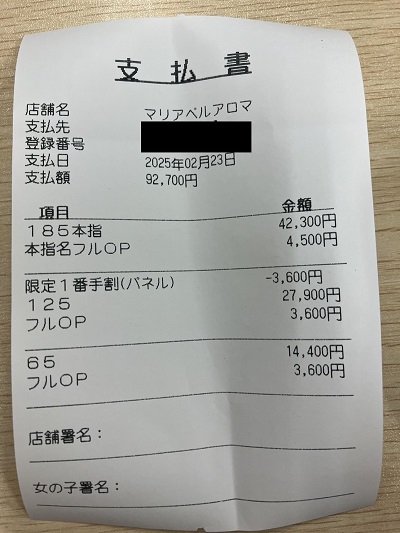 支払書
店舗名 マリアベルアロマ
支払先
登録番号
支払日 2025年02月23日
支払額 92,700円
項目 金額
185本指 42,300円
本指名フルOP 4,500円
限定1番手割(パネル) -3,600円
125 27,900円
フルOP 3,600円
65 14,400円
フルOP 3,600円
店舗署名：
女の子署名：